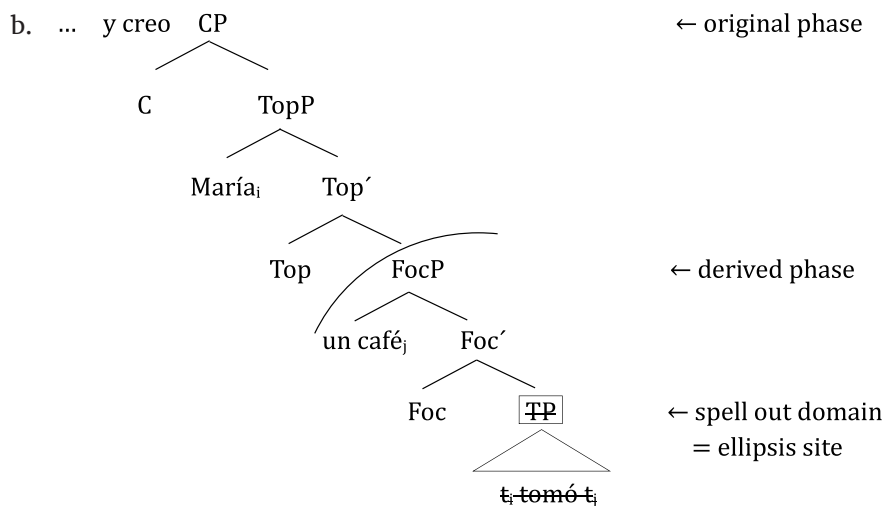 b. … y creo CP ← original phase
C TopP
Maríaᵢ Top´
Top FocP ← derived phase
un caféⱼ Foc´
Foc TP ← spell out domain
= ellipsis site
tᵢ tomó tⱼ